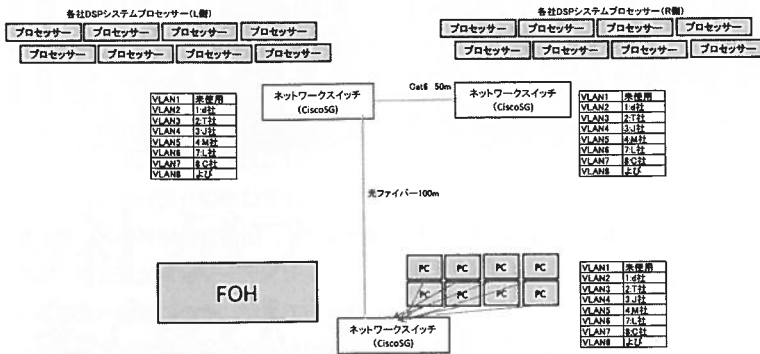 各社DSPシステムプロセッサー(L側)
プロセッサー プロセッサー プロセッサー プロセッサー
プロセッサー プロセッサー プロセッサー プロセッサー
各社DSPシステムプロセッサー(R側)
プロセッサー プロセッサー プロセッサー プロセッサー
プロセッサー プロセッサー プロセッサー プロセッサー
ネットワークスイッチ
(CiscoSG)
Cat6 50m
ネットワークスイッチ
(CiscoSG)
VLAN1 未使用
VLAN2 1:d社
VLAN3 2:T社
VLAN4 3:J社
VLAN5 4:M社
VLAN6 7:L社
VLAN7 8:C社
VLAN8 よび
VLAN1 未使用
VLAN2 1:d社
VLAN3 2:T社
VLAN4 3:J社
VLAN5 4:M社
VLAN6 7:L社
VLAN7 8:C社
VLAN8 よび
光ファイバー100m
FOH
PC PC PC PC
PC PC PC PC
ネットワークスイッチ
(CiscoSG)
VLAN1 未使用
VLAN2 1:d社
VLAN3 2:T社
VLAN4 3:J社
VLAN5 4:M社
VLAN6 7:L社
VLAN7 8:C社
VLAN8 よび